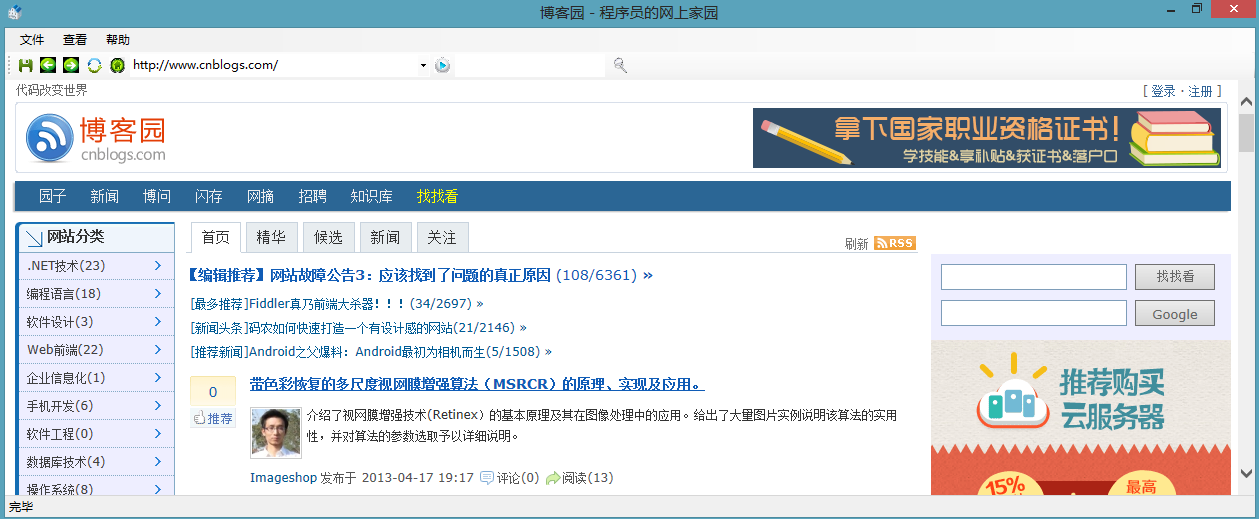 博客园 - 程序员的网上家园
文件 查看 帮助
http://www.cnblogs.com/
代码改变世界
[ 登录 · 注册 ]
博客园
cnblogs.com
拿下国家职业资格证书!
学技能&享补贴&获证书&落户口
园子 新闻 博问 闪存 网摘 招聘 知识库 找找看
网站分类
.NET技术(23)
编程语言(18)
软件设计(3)
Web前端(22)
企业信息化(1)
手机开发(6)
软件工程(0)
数据库技术(4)
操作系统(8)
首页 精华 候选 新闻 关注
刷新 RSS
【编辑推荐】网站故障公告3：应该找到了问题的真正原因 (108/6361) »
[最多推荐]Fiddler真乃前端大杀器！！！(34/2697) »
[新闻头条]码农如何快速打造一个有设计感的网站(21/2146) »
[推荐新闻]Android之父爆料：Android最初为相机而生(5/1508) »
0
推荐
带色彩恢复的多尺度视网膜增强算法（MSRCR）的原理、实现及应用。
介绍了视网膜增强技术(Retinex）的基本原理及其在图像处理中的应用。给出了大量图片实例说明该算法的实用
性，并对算法的参数选取予以详细说明。
Imageshop 发布于 2013-04-17 19:17 评论(0) 阅读(13)
找找看
Google
推荐购买
云服务器
15%
最高
完毕